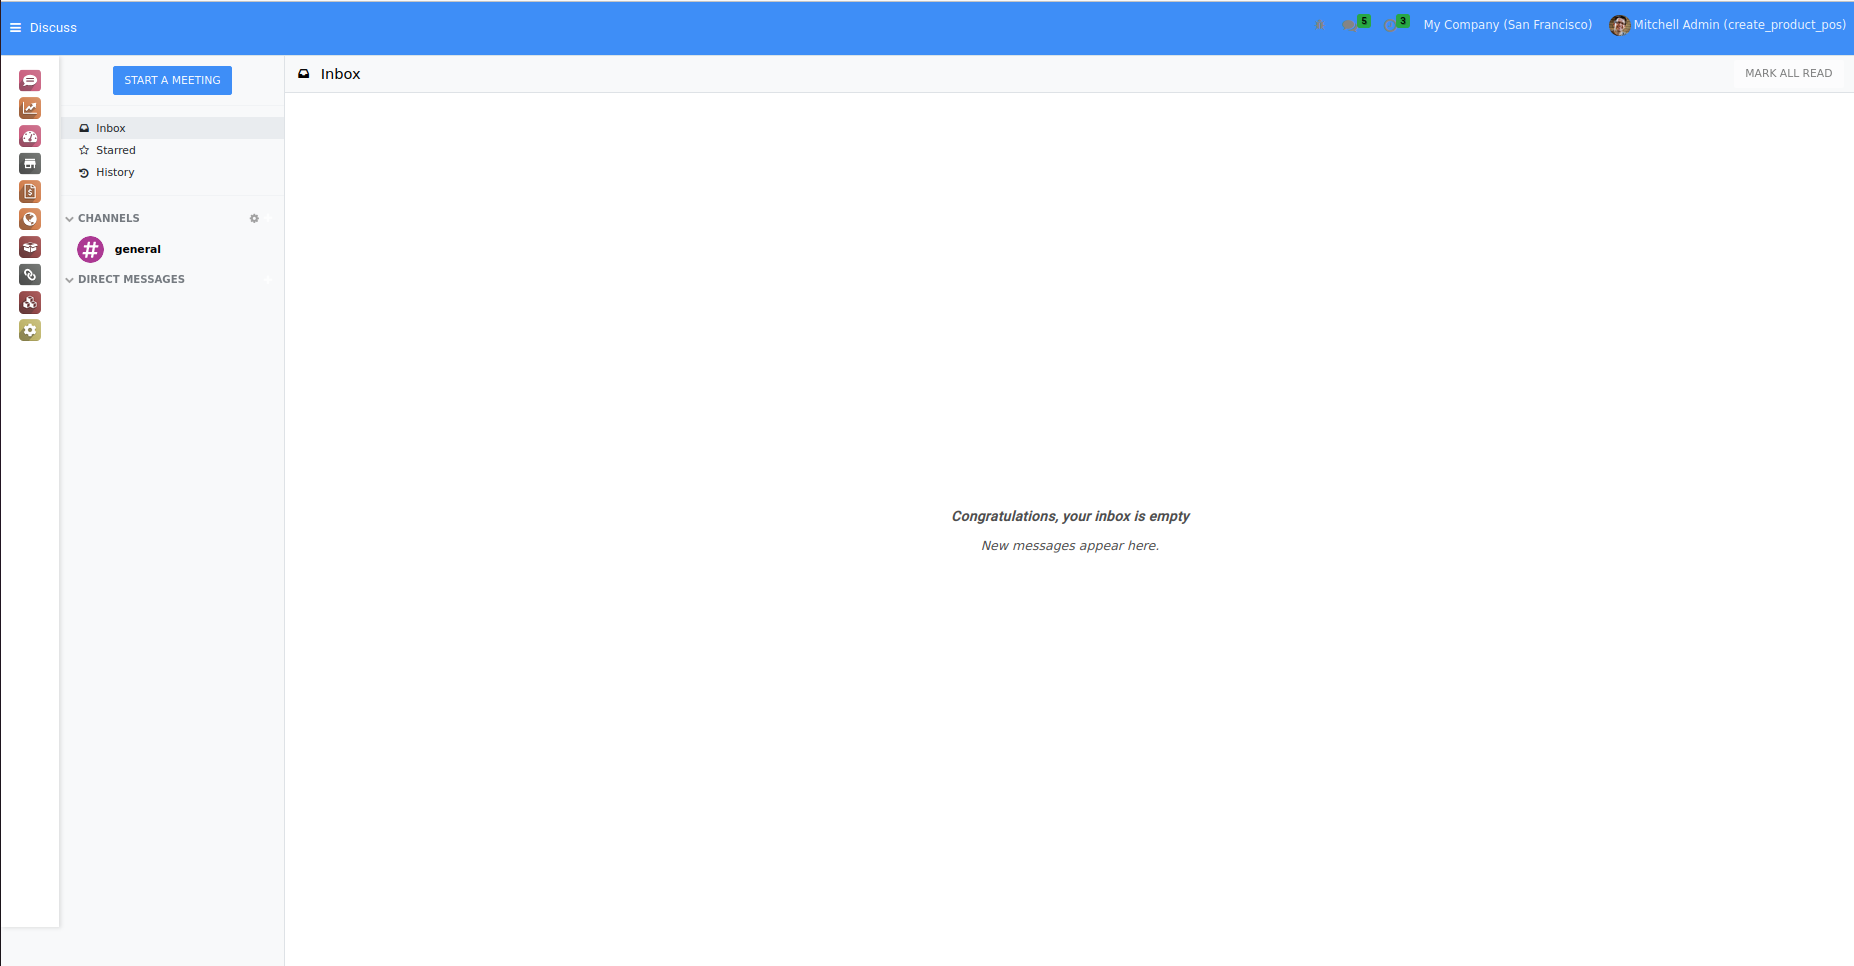 Discuss
5
3
My Company (San Francisco)
Mitchell Admin (create_product_pos)
START A MEETING
Inbox
MARK ALL READ
Inbox
Starred
History
CHANNELS
general
DIRECT MESSAGES
Congratulations, your inbox is empty
New messages appear here.